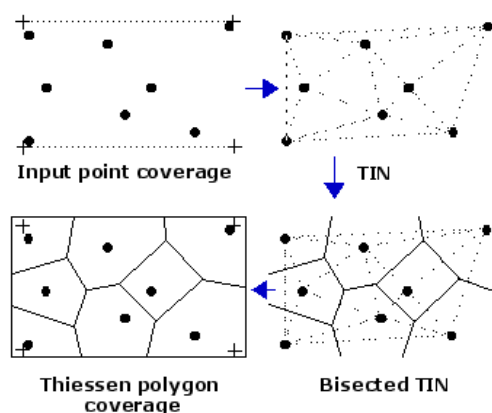 Input point coverage
TIN
Thiessen polygon
coverage
Bisected TIN